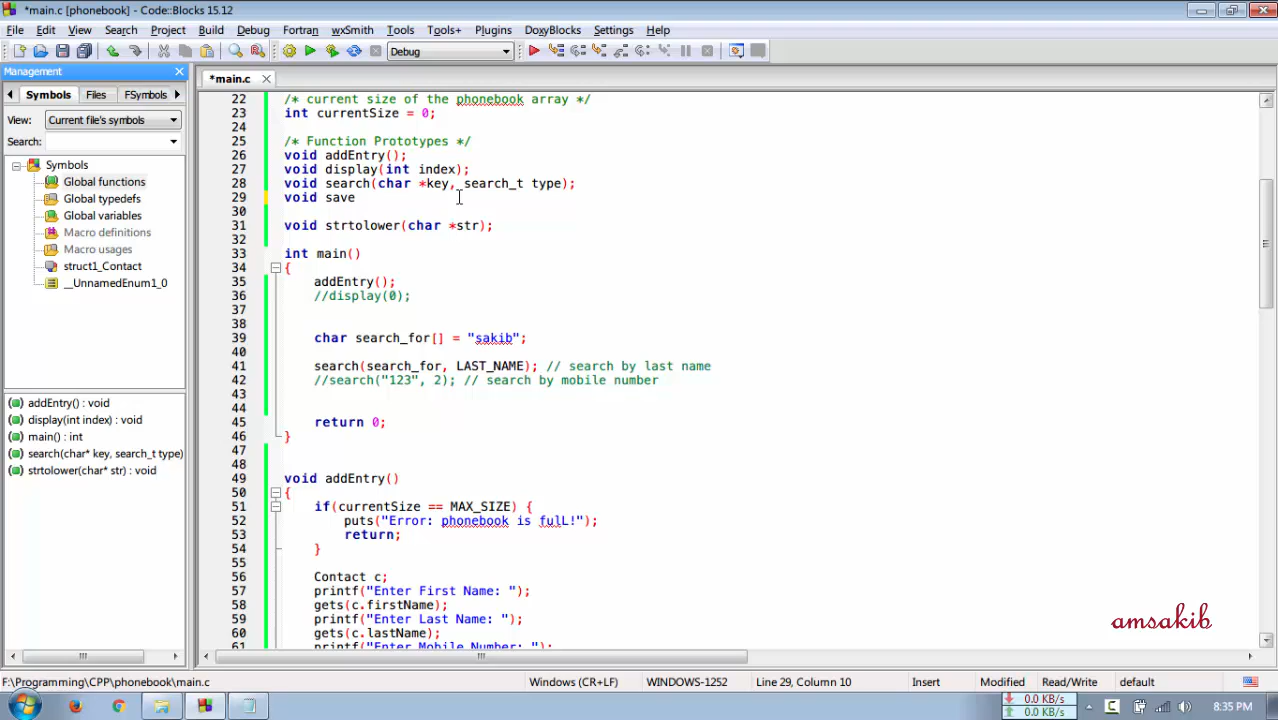 *main.c [phonebook] - Code::Blocks 15.12
File Edit View Search Project Build Debug Fortran wxSmith Tools Tools+ Plugins DoxyBlocks Settings Help
Debug
Management
*main.c
Symbols Files FSymbols
View: Current file's symbols
Search:
Symbols
Global functions
Global typedefs
Global variables
Macro definitions
Macro usages
struct1_Contact
__UnnamedEnum1_0
addEntry() : void
display(int index) : void
main() : int
search(char* key, search_t type)
strtolower(char* str) : void
22 /* current size of the phonebook array */
23 int currentSize = 0;
24
25 /* Function Prototypes */
26 void addEntry();
27 void display(int index);
28 void search(char *key, search_t type);
29 void save
30
31 void strtolower(char *str);
32
33 int main()
34 {
35 addEntry();
36 //display(0);
37
38
39 char search_for[] = "sakib";
40
41 search(search_for, LAST_NAME); // search by last name
42 //search("123", 2); // search by mobile number
43
44
45 return 0;
46 }
47
48
49 void addEntry()
50 {
51 if(currentSize == MAX_SIZE) {
52 puts("Error: phonebook is fulL!");
53 return;
54 }
55
56 Contact c;
57 printf("Enter First Name: ");
58 gets(c.firstName);
59 printf("Enter Last Name: ");
60 gets(c.lastName);
61 printf("Enter Mobile Number: ");
amsakib
F:\Programming\CPP\phonebook\main.c Windows (CR+LF) WINDOWS-1252 Line 29, Column 10 Insert Modified Read/Write default
0.0 KB/s
0.0 KB/s
8:35 PM